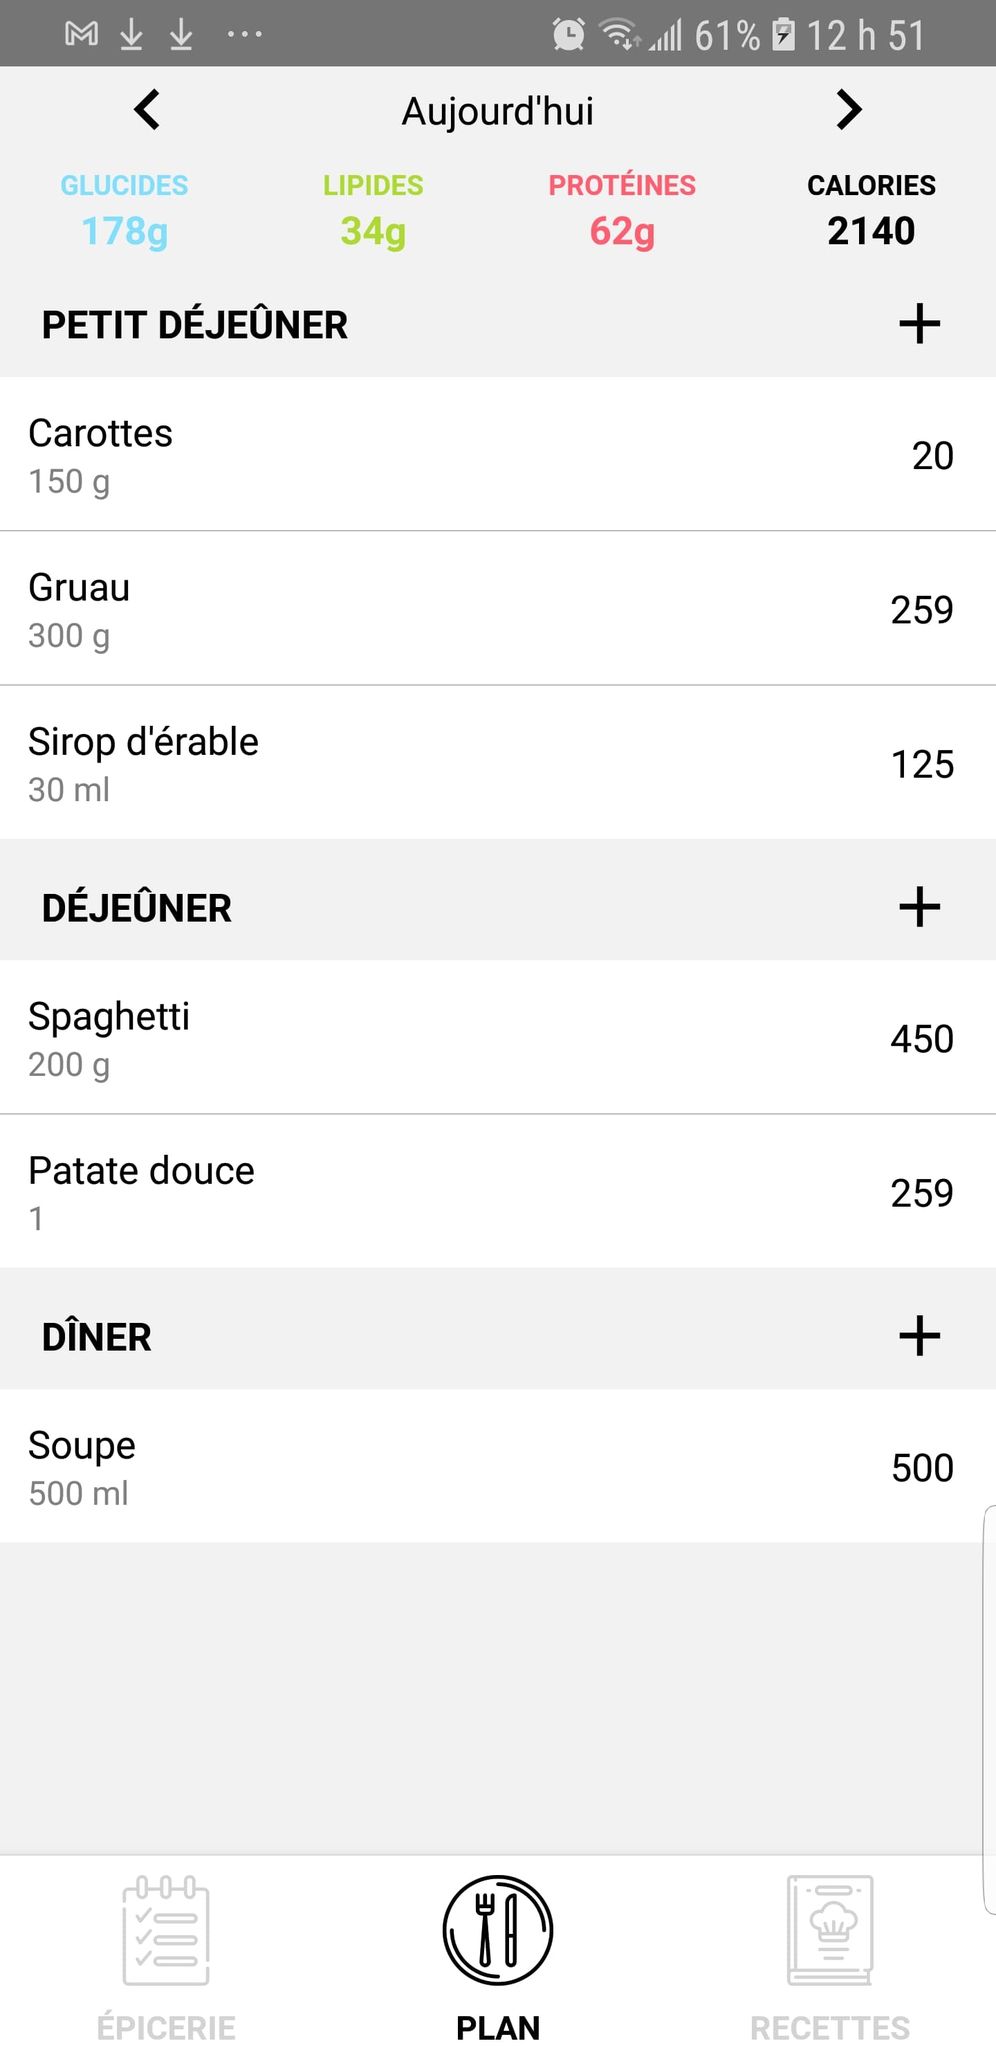 61% 12 h 51
Aujourd'hui
GLUCIDES LIPIDES PROTÉINES CALORIES
178g 34g 62g 2140
PETIT DÉJEÛNER
Carottes
150 g
20
Gruau
300 g
259
Sirop d'érable
30 ml
125
DÉJEÛNER
Spaghetti
200 g
450
Patate douce
1
259
DÎNER
Soupe
500 ml
500
ÉPICERIE PLAN RECETTES